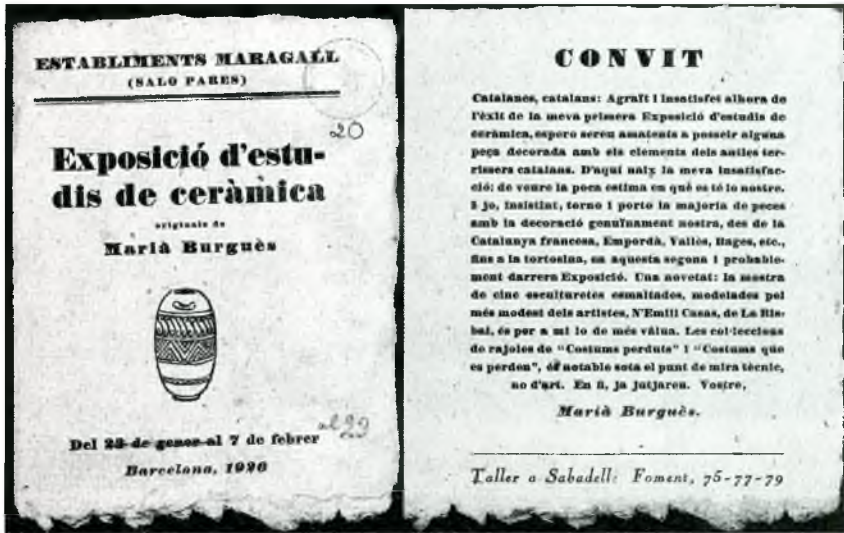 ESTABLIMENTS MARAGALL
(SALO PARES)
20
Exposició d'estu-
dis de ceràmica
originals de
Marià Burguès
al 29
Del 23 de gener al 7 de febrer
Barcelona, 1926
CONVIT
Catalanes, catalans: Agraït i insatisfet alhora de
l'èxit de la meva primera Exposició d'estudis de
ceràmica, espero sereu amatents a posseir alguna
peça decorada amb els elements dels antics ter-
rissers catalans. D'aquí naix la meva insatisfac-
ció: de veure la poca estima en què es té lo nostre.
I jo, insistint, torno i porto la majoria de peces
amb la decoració genuïnament nostra, des de la
Catalunya francesa, Empordà, Vallès, Bages, etc.,
fins a la tortosina, en aquesta segona i probable-
ment darrera Exposició. Una novetat: la mostra
de cinc esculturetes esmaltades, modelades pel
més modest dels artistes, N'Emili Casas, de La Bis-
bal, és per a mi lo de més vàlua. Les col·leccions
de rajoles de "Costums perduts" i "Costums que
es perden", és notable sota el punt de mira tècnic,
no d'art. En fi, ja jutjareu. Vostre,
Marià Burguès.
Taller a Sabadell: Foment, 75-77-79